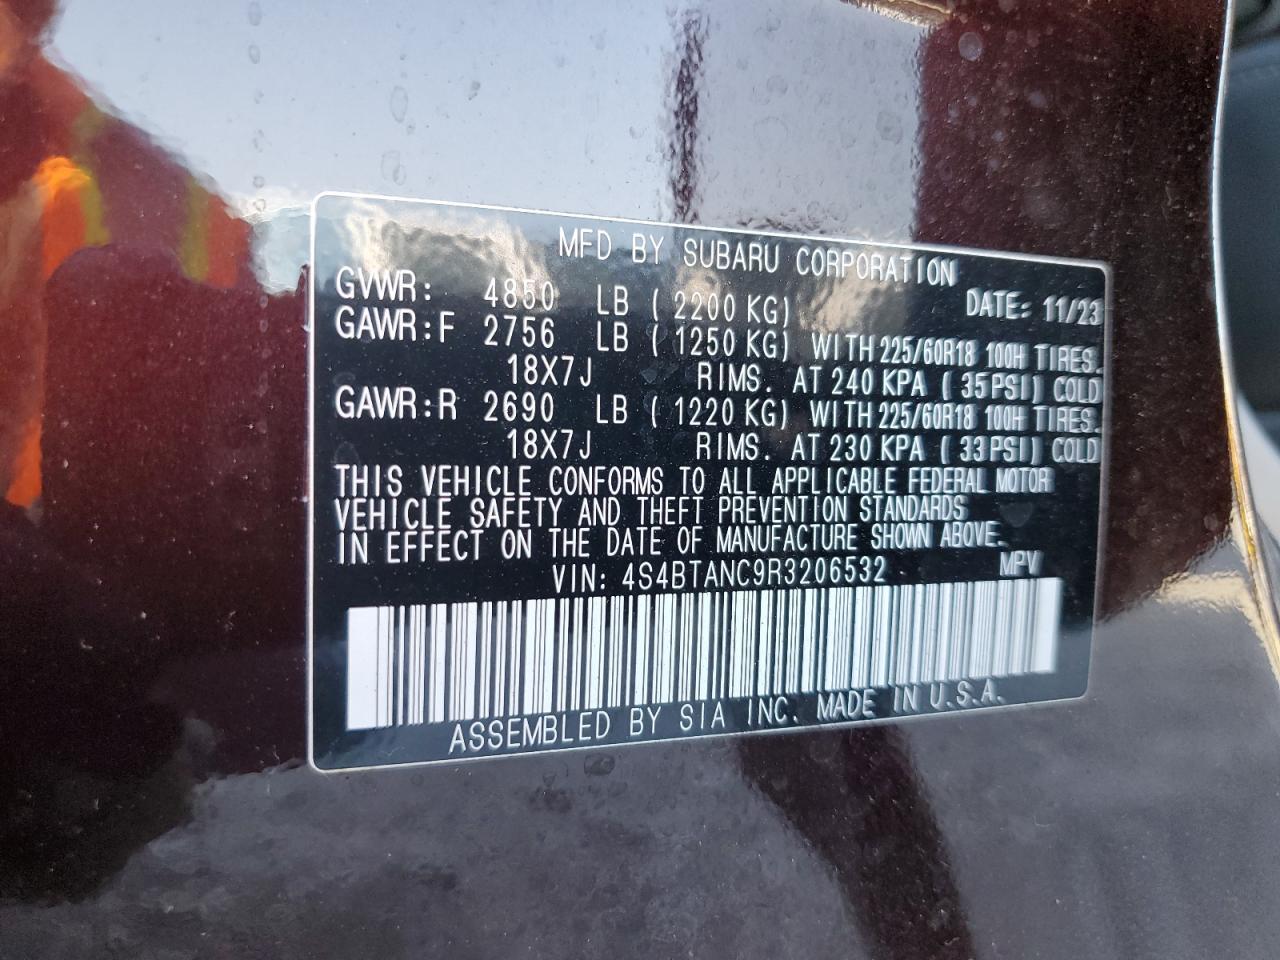 MFD BY SUBARU CORPORATION
GVWR: 4850 LB ( 2200 KG) DATE: 11/23
GAWR:F 2756 LB ( 1250 KG) WITH 225/60R18 100H TIRES.
18X7J RIMS. AT 240 KPA ( 35 PSI) COLD
GAWR:R 2690 LB ( 1220 KG) WITH 225/60R18 100H TIRES.
18X7J RIMS. AT 230 KPA ( 33 PSI) COLD
THIS VEHICLE CONFORMS TO ALL APPLICABLE FEDERAL MOTOR
VEHICLE SAFETY AND THEFT PREVENTION STANDARDS
IN EFFECT ON THE DATE OF MANUFACTURE SHOWN ABOVE.
VIN: 4S4BTANC9R3206532 MPV
ASSEMBLED BY SIA INC. MADE IN U.S.A.